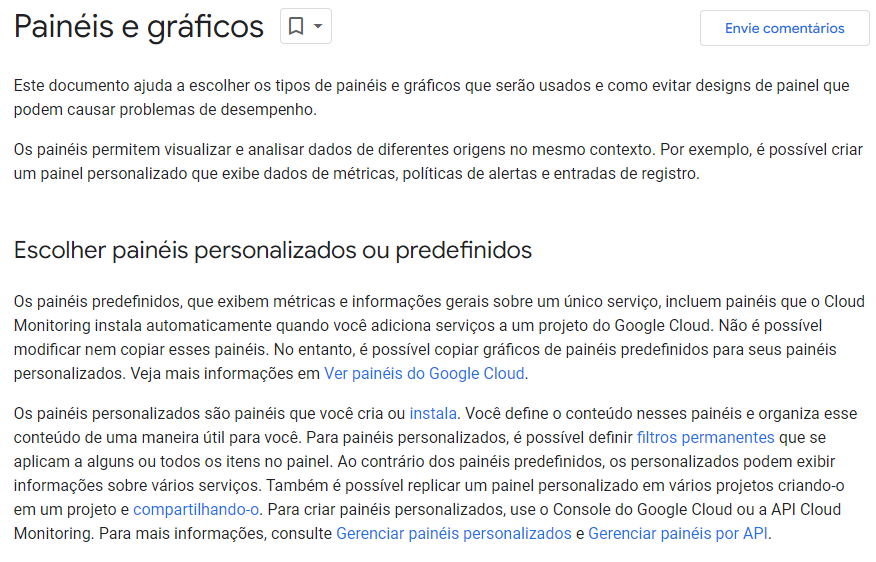 Painéis e gráficos
Envie comentários
Este documento ajuda a escolher os tipos de painéis e gráficos que serão usados e como evitar designs de painel que
podem causar problemas de desempenho.
Os painéis permitem visualizar e analisar dados de diferentes origens no mesmo contexto. Por exemplo, é possível criar
um painel personalizado que exibe dados de métricas, políticas de alertas e entradas de registro.
Escolher painéis personalizados ou predefinidos
Os painéis predefinidos, que exibem métricas e informações gerais sobre um único serviço, incluem painéis que o Cloud
Monitoring instala automaticamente quando você adiciona serviços a um projeto do Google Cloud. Não é possível
modificar nem copiar esses painéis. No entanto, é possível copiar gráficos de painéis predefinidos para seus painéis
personalizados. Veja mais informações em Ver painéis do Google Cloud.
Os painéis personalizados são painéis que você cria ou instala. Você define o conteúdo nesses painéis e organiza esse
conteúdo de uma maneira útil para você. Para painéis personalizados, é possível definir filtros permanentes que se
aplicam a alguns ou todos os itens no painel. Ao contrário dos painéis predefinidos, os personalizados podem exibir
informações sobre vários serviços. Também é possível replicar um painel personalizado em vários projetos criando-o
em um projeto e compartilhando-o. Para criar painéis personalizados, use o Console do Google Cloud ou a API Cloud
Monitoring. Para mais informações, consulte Gerenciar painéis personalizados e Gerenciar painéis por API.